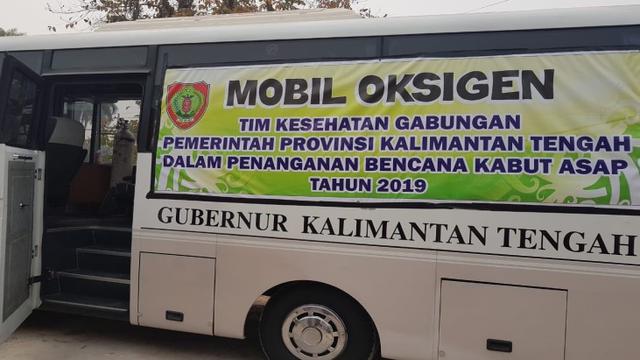 MOBIL OKSIGEN
TIM KESEHATAN GABUNGAN
PEMERINTAH PROVINSI KALIMANTAN TENGAH
DALAM PENANGANAN BENCANA KABUT ASAP
TAHUN 2019
GUBERNUR KALIMANTAN TENGAH